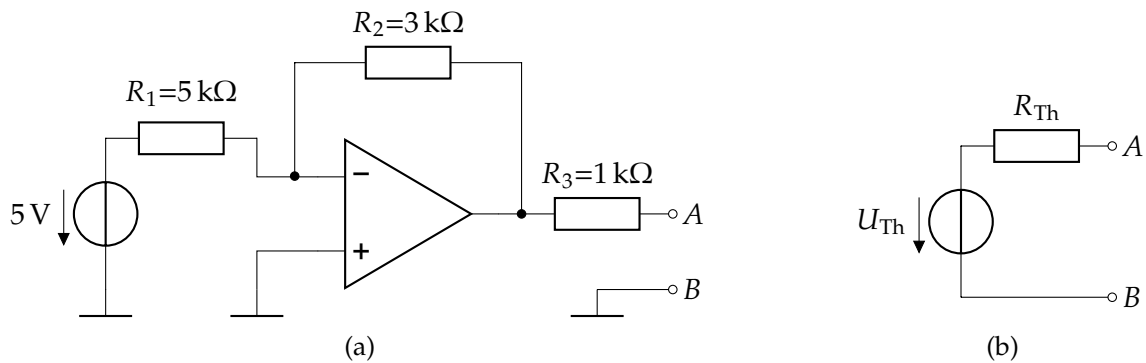 R₂=3 kΩ
R₁=5 kΩ
R₃=1 kΩ
5 V
−
+
A
B
(a)
R_Th
U_Th
A
B
(b)